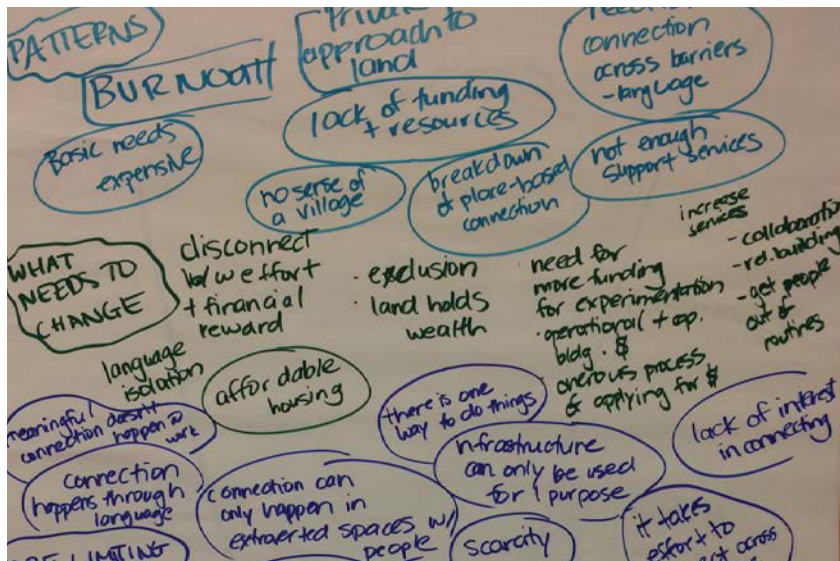 PATTERNS
BURNOUT
Private
approach to
land
connection
across barriers
-language
Basic needs
expensive
lack of funding
+ resources
no sense of
a village
breakdown
of place-based
connection
not enough
support services
WHAT
NEEDS TO
CHANGE
disconnect
b/w effort
+ financial
reward
· exclusion
· land holds
wealth
need for
more funding
for experimentation
· operational + cap.
bldg. $
onerous process
of applying for $
increase
services
- collaboration
- rel. building
- get people
out of
routines
language
isolation
affordable
housing
meaningful
connection doesn't
happen @
work
there is one
way to do things
lack of interest
in connecting
connection
happens through
language
connection can
only happen in
extraverted spaces w/
people
nfrastructure
can only be used
for 1 purpose
scarcity
it takes
effort to
across
LIMITING